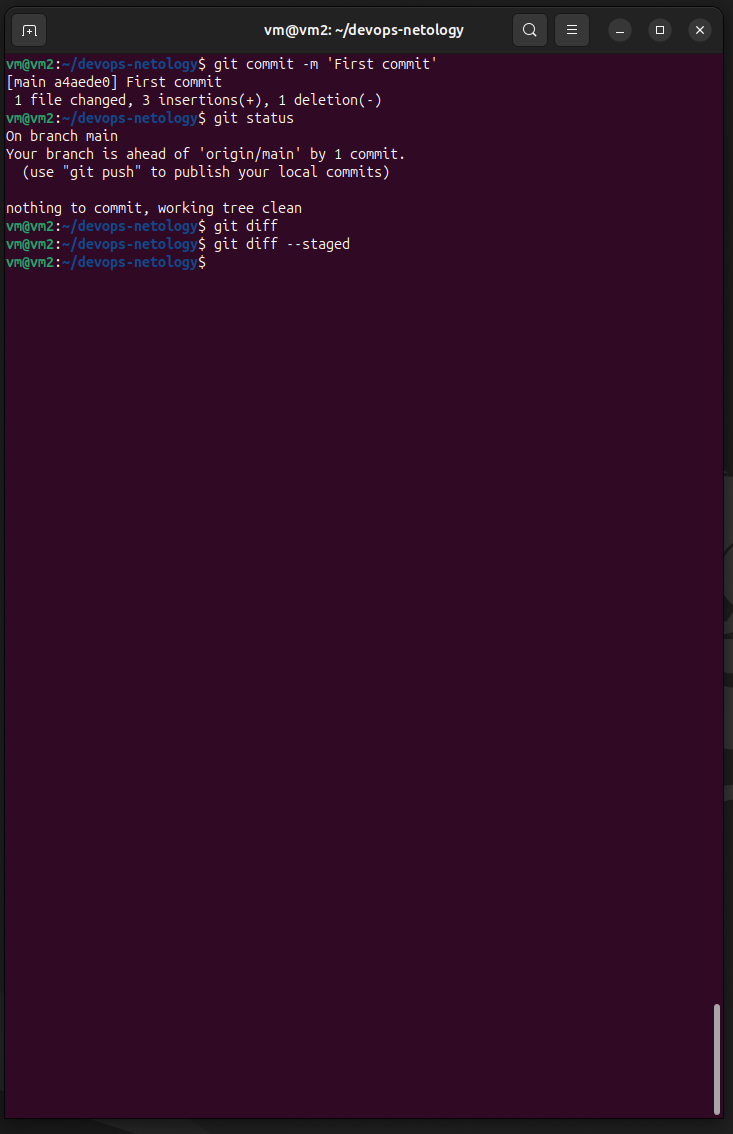 vm@vm2: ~/devops-netology
vm@vm2:~/devops-netology$ git commit -m 'First commit'
[main a4aede0] First commit
 1 file changed, 3 insertions(+), 1 deletion(-)
vm@vm2:~/devops-netology$ git status
On branch main
Your branch is ahead of 'origin/main' by 1 commit.
  (use "git push" to publish your local commits)

nothing to commit, working tree clean
vm@vm2:~/devops-netology$ git diff
vm@vm2:~/devops-netology$ git diff --staged
vm@vm2:~/devops-netology$